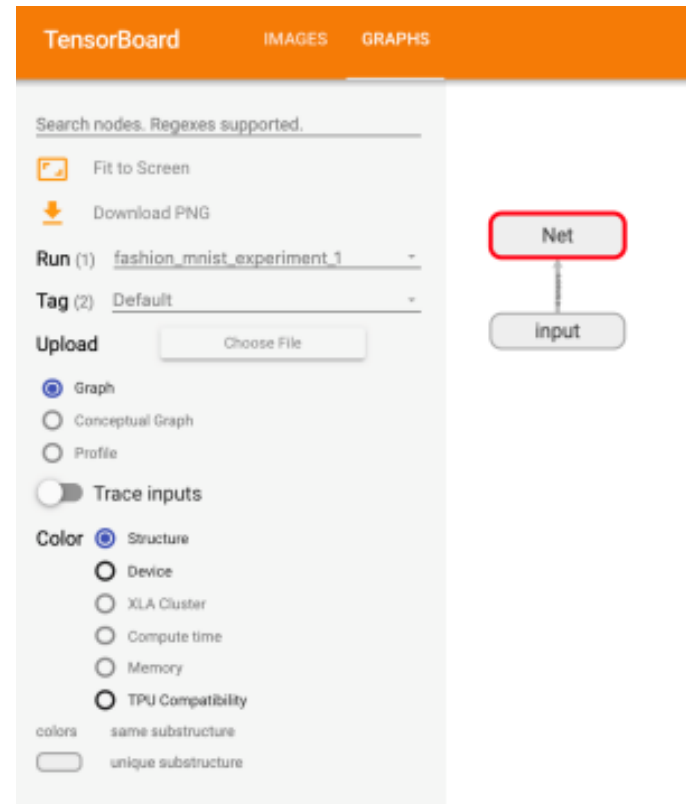 TensorBoard IMAGES GRAPHS
Search nodes. Regexes supported.
Fit to Screen
Download PNG
Run (1) fashion_mnist_experiment_1
Tag (2) Default
Upload Choose File
Graph
Conceptual Graph
Profile
Trace inputs
Color Structure
Device
XLA Cluster
Compute time
Memory
TPU Compatibility
colors same substructure
unique substructure
Net
input